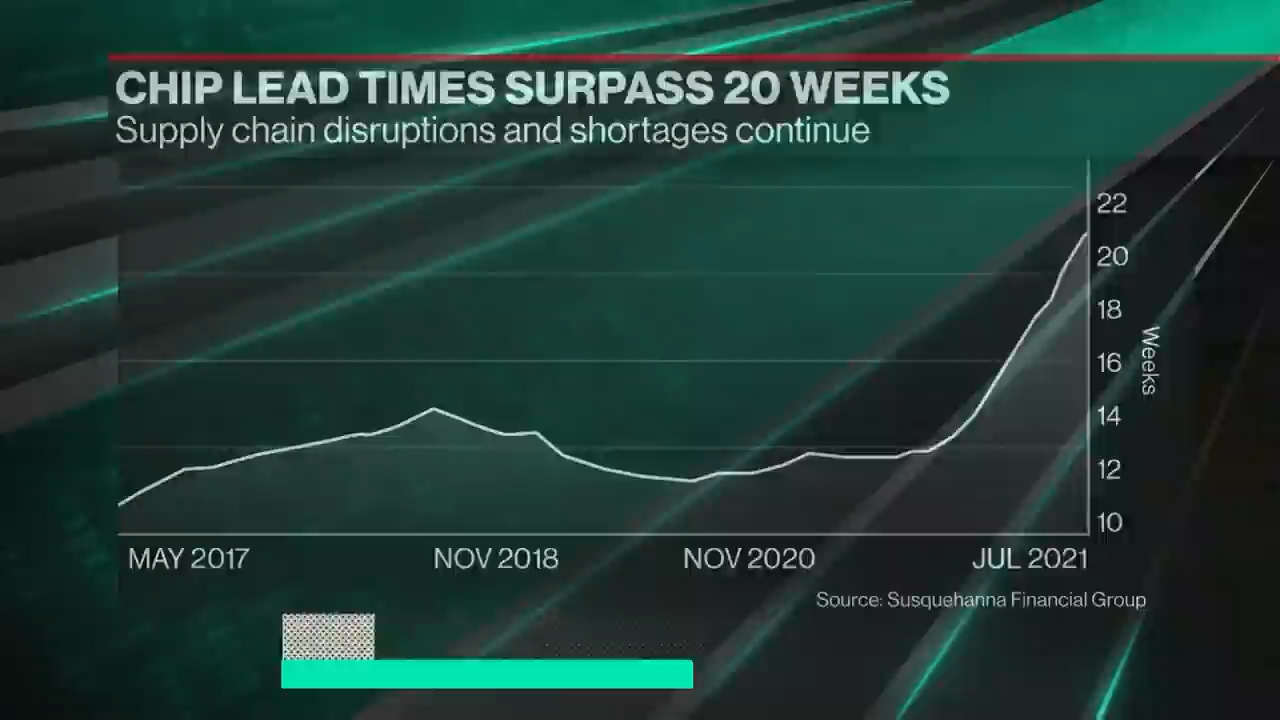 CHIP LEAD TIMES SURPASS 20 WEEKS
Supply chain disruptions and shortages continue
22
20
18
16
14
12
10
Weeks
MAY 2017 NOV 2018 NOV 2020 JUL 2021
Source: Susquehanna Financial Group